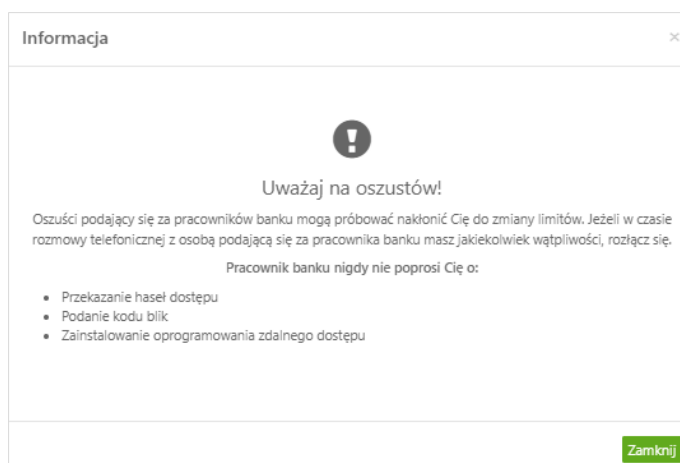 Informacja
×
Uważaj na oszustów!
Oszuści podający się za pracowników banku mogą próbować nakłonić Cię do zmiany limitów. Jeżeli w czasie
rozmowy telefonicznej z osobą podającą się za pracownika banku masz jakiekolwiek wątpliwości, rozłącz się.
Pracownik banku nigdy nie poprosi Cię o:
• Przekazanie haseł dostępu
• Podanie kodu blik
• Zainstalowanie oprogramowania zdalnego dostępu
Zamknij